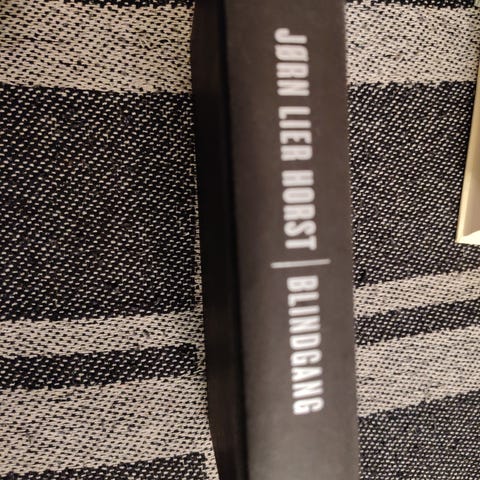 JØRN LIER HORST | BLINDGANG